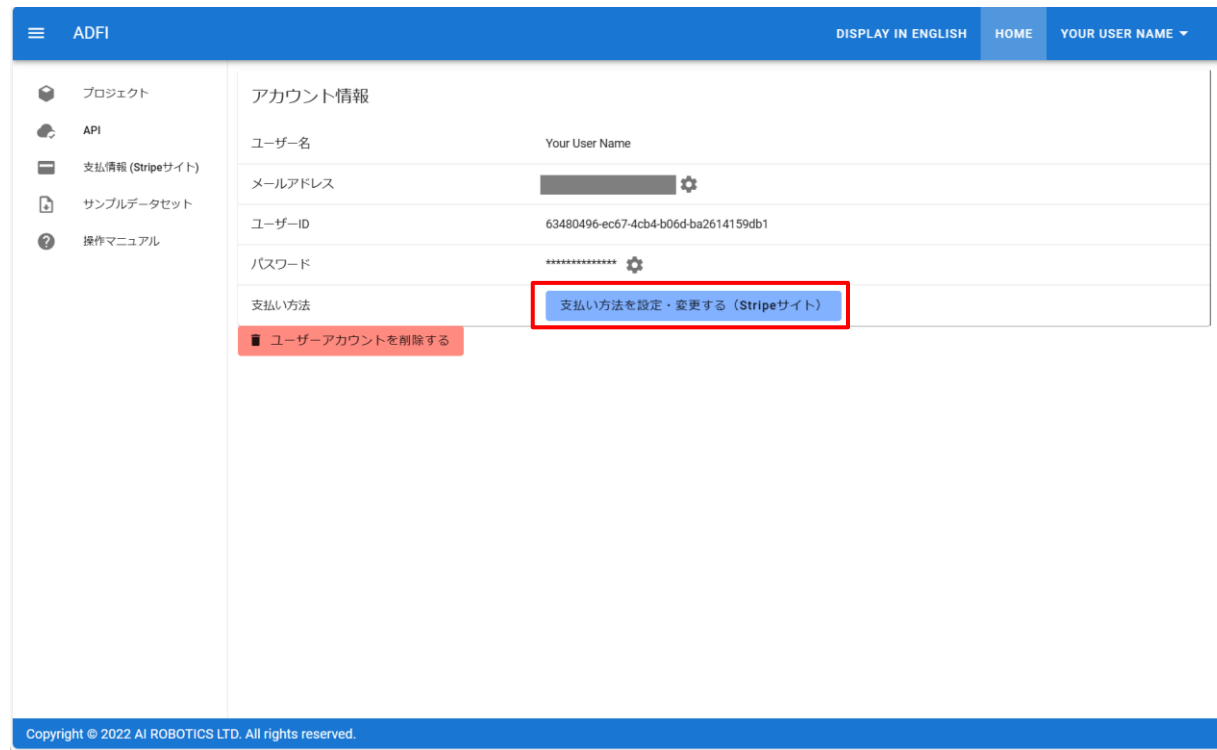 ADFI
DISPLAY IN ENGLISH
HOME
YOUR USER NAME
プロジェクト
API
支払情報 (Stripeサイト)
サンプルデータセット
操作マニュアル
アカウント情報
ユーザー名
Your User Name
メールアドレス
ユーザーID
63480496-ec67-4cb4-b06d-ba2614159db1
パスワード
**************
支払い方法
支払い方法を設定・変更する（Stripeサイト）
ユーザーアカウントを削除する
Copyright © 2022 AI ROBOTICS LTD. All rights reserved.